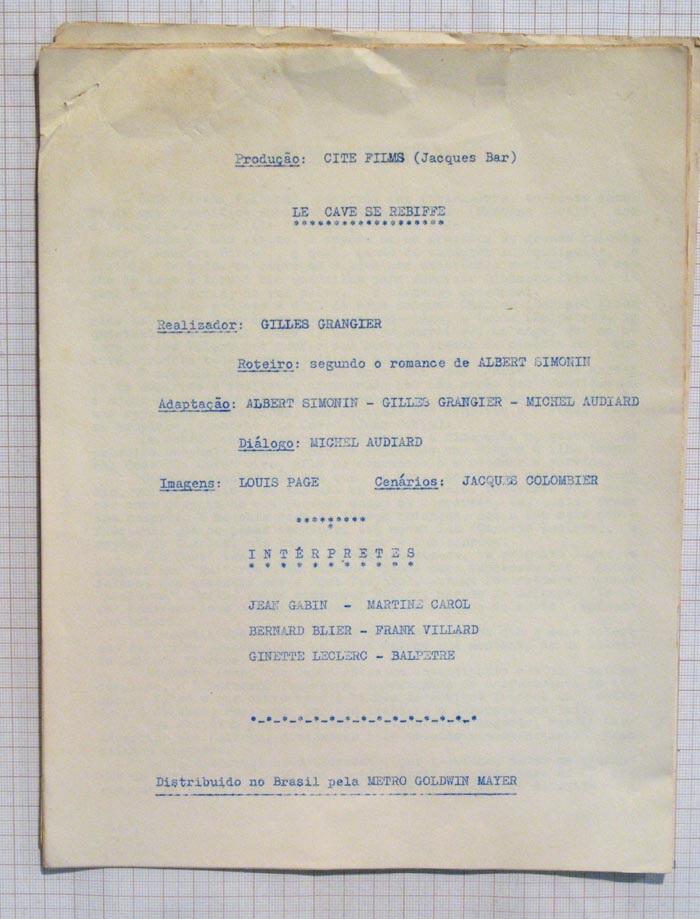 Produção: CITE FILMS (Jacques Bar)
LE CAVE SE REBIFFE
*******************
Realizador: GILLES GRANGIER
Roteiro: segundo o romance de ALBERT SIMONIN
Adaptação: ALBERT SIMONIN - GILLES GRANGIER - MICHEL AUDIARD
Diálogo: MICHEL AUDIARD
Imagens: LOUIS PAGE Cenários: JACQUES COLOMBIER
*********
*
I N T É R P R E T E S
* * * * * * * * * * *
JEAN GABIN - MARTINE CAROL
BERNARD BLIER - FRANK VILLARD
GINETTE LECLERC - BALPETRE
*-*-*-*-*-*-*-*-*-*-*-*-*-*-*
Distribuido no Brasil pela METRO GOLDWIN MAYER